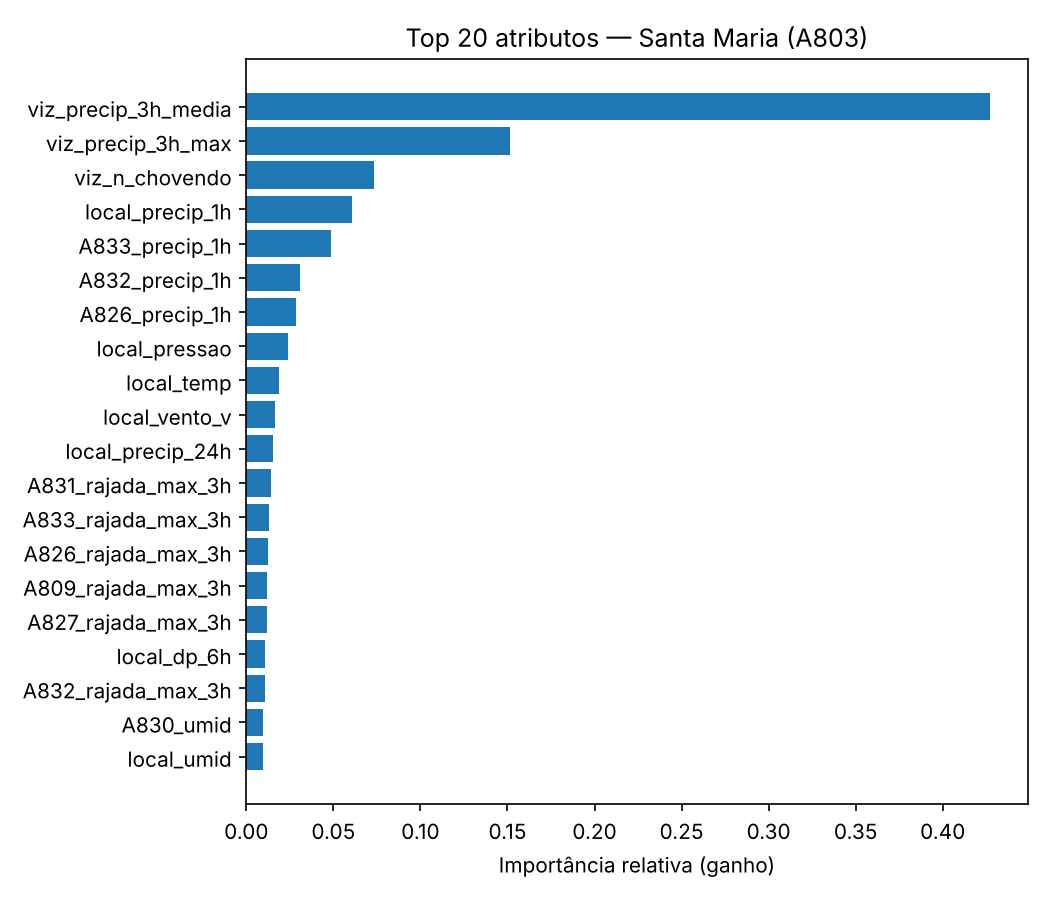 Top 20 atributos — Santa Maria (A803)
viz_precip_3h_media
viz_precip_3h_max
viz_n_chovendo
local_precip_1h
A833_precip_1h
A832_precip_1h
A826_precip_1h
local_pressao
local_temp
local_vento_v
local_precip_24h
A831_rajada_max_3h
A833_rajada_max_3h
A826_rajada_max_3h
A809_rajada_max_3h
A827_rajada_max_3h
local_dp_6h
A832_rajada_max_3h
A830_umid
local_umid
0.00 0.05 0.10 0.15 0.20 0.25 0.30 0.35 0.40
Importância relativa (ganho)